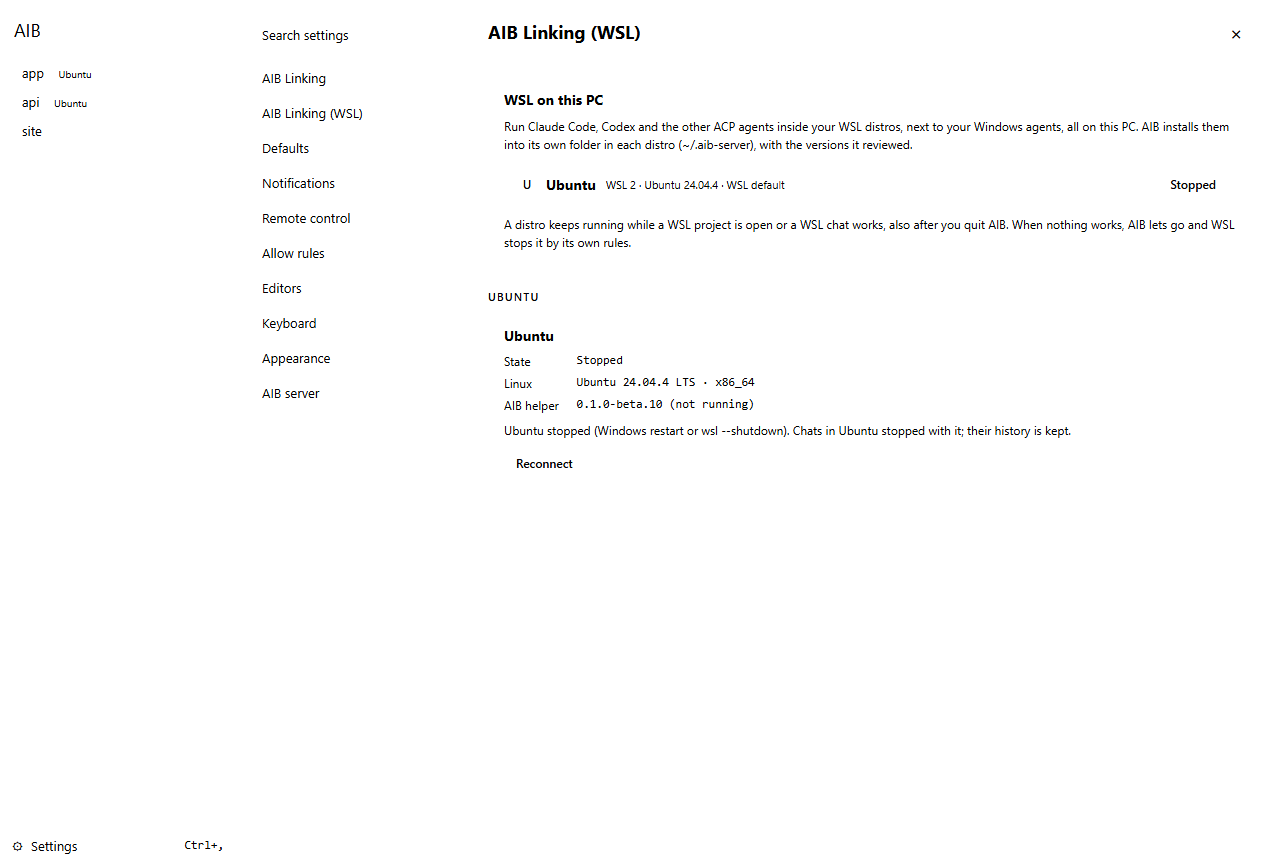 AIB
app Ubuntu
api Ubuntu
site
⚙ Settings Ctrl+,
Search settings
AIB Linking
AIB Linking (WSL)
Defaults
Notifications
Remote control
Allow rules
Editors
Keyboard
Appearance
AIB server
AIB Linking (WSL) ✕
WSL on this PC
Run Claude Code, Codex and the other ACP agents inside your WSL distros, next to your Windows agents, all on this PC. AIB installs them
into its own folder in each distro (~/.aib-server), with the versions it reviewed.
U Ubuntu WSL 2 · Ubuntu 24.04.4 · WSL default Stopped
A distro keeps running while a WSL project is open or a WSL chat works, also after you quit AIB. When nothing works, AIB lets go and WSL
stops it by its own rules.
UBUNTU
Ubuntu
State Stopped
Linux Ubuntu 24.04.4 LTS · x86_64
AIB helper 0.1.0-beta.10 (not running)
Ubuntu stopped (Windows restart or wsl --shutdown). Chats in Ubuntu stopped with it; their history is kept.
Reconnect